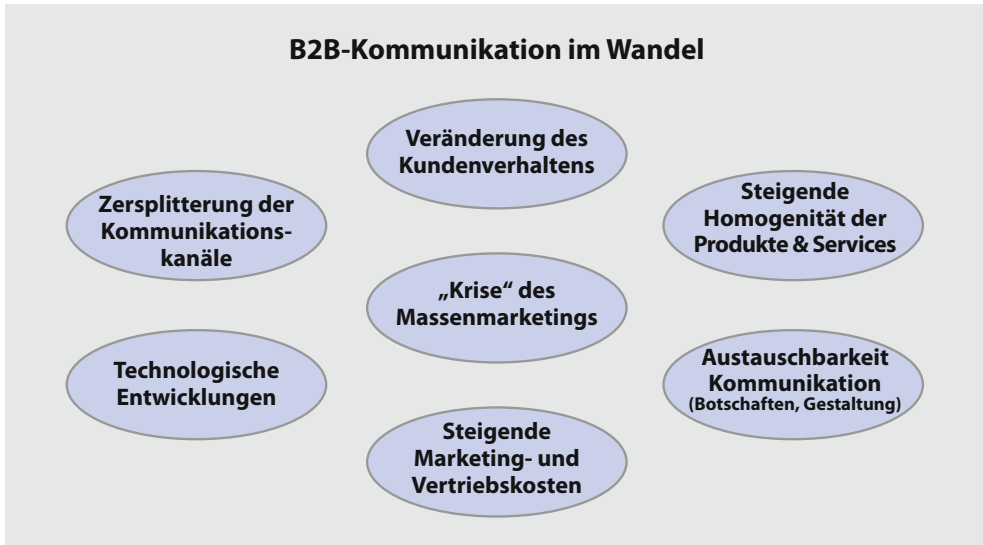 B2B-Kommunikation im Wandel
Veränderung des
Kundenverhaltens
Zersplitterung der
Kommunikations-
kanäle
Steigende
Homogenität der
Produkte & Services
„Krise“ des
Massenmarketings
Technologische
Entwicklungen
Austauschbarkeit
Kommunikation
(Botschaften, Gestaltung)
Steigende
Marketing- und
Vertriebskosten